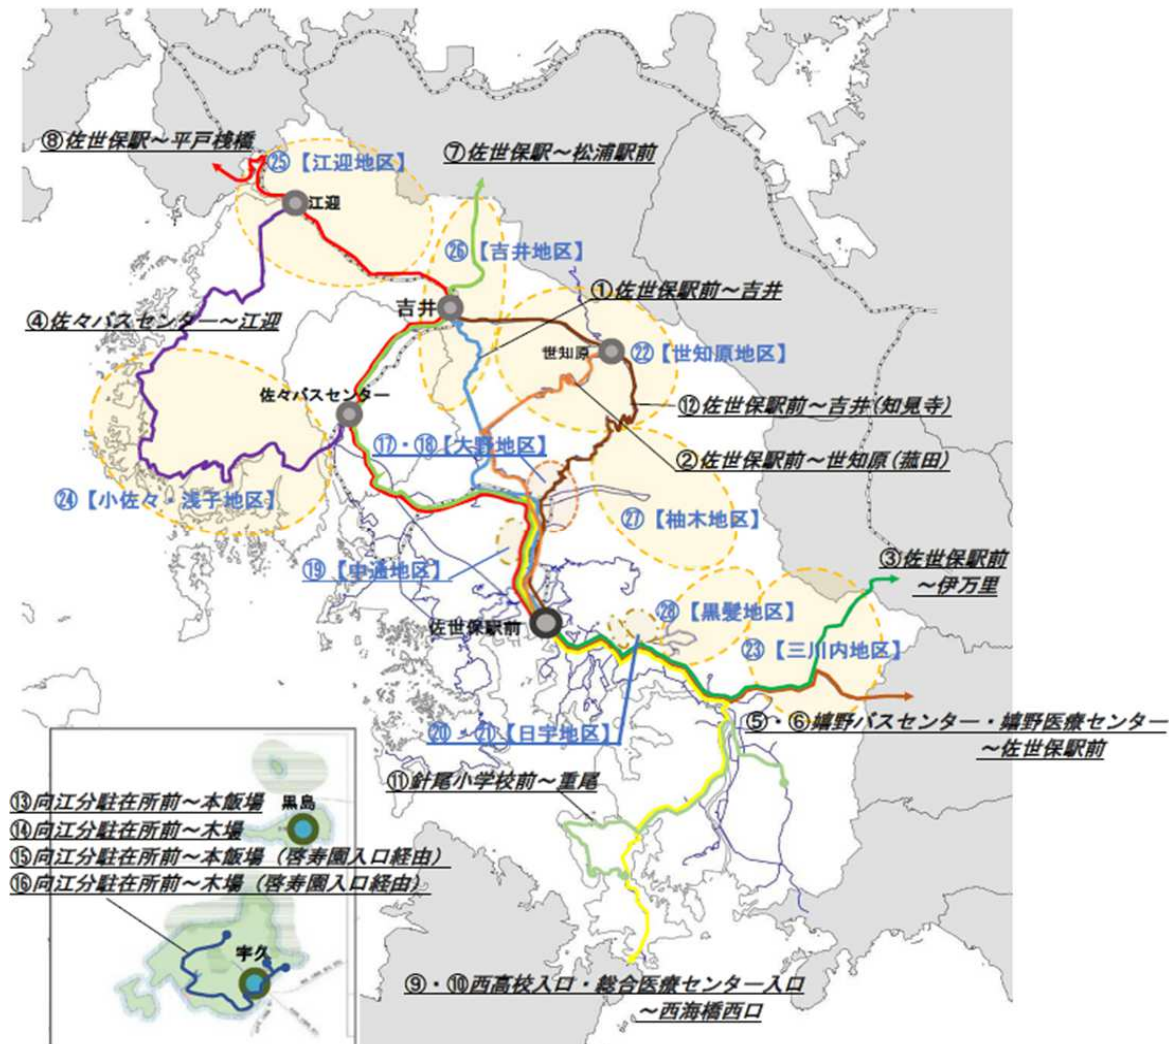 ⑧佐世保駅～平戸桟橋
㉕【江迎地区】
⑦佐世保駅～松浦駅前
江迎
㉖【吉井地区】
①佐世保駅前～吉井
吉井
④佐々バスセンター～江迎
世知原
㉒【世知原地区】
佐々バスセンター
⑫佐世保駅前～吉井(知見寺)
⑰・⑱【大野地区】
②佐世保駅前～世知原(菰田)
㉔【小佐々・浅子地区】
㉗【柚木地区】
③佐世保駅前
～伊万里
⑲【中通地区】
㉘【黒髪地区】
佐世保駅前
㉓【三川内地区】
⑳・㉑【日宇地区】
⑤・⑥嬉野バスセンター・嬉野医療センター
～佐世保駅前
⑪針尾小学校前～重尾
⑬向江分駐在所前～本飯場
黒島
⑭向江分駐在所前～木場
⑮向江分駐在所前～本飯場（啓寿園入口経由）
⑯向江分駐在所前～木場（啓寿園入口経由）
宇久
⑨・⑩西高校入口・総合医療センター入口
～西海橋西口